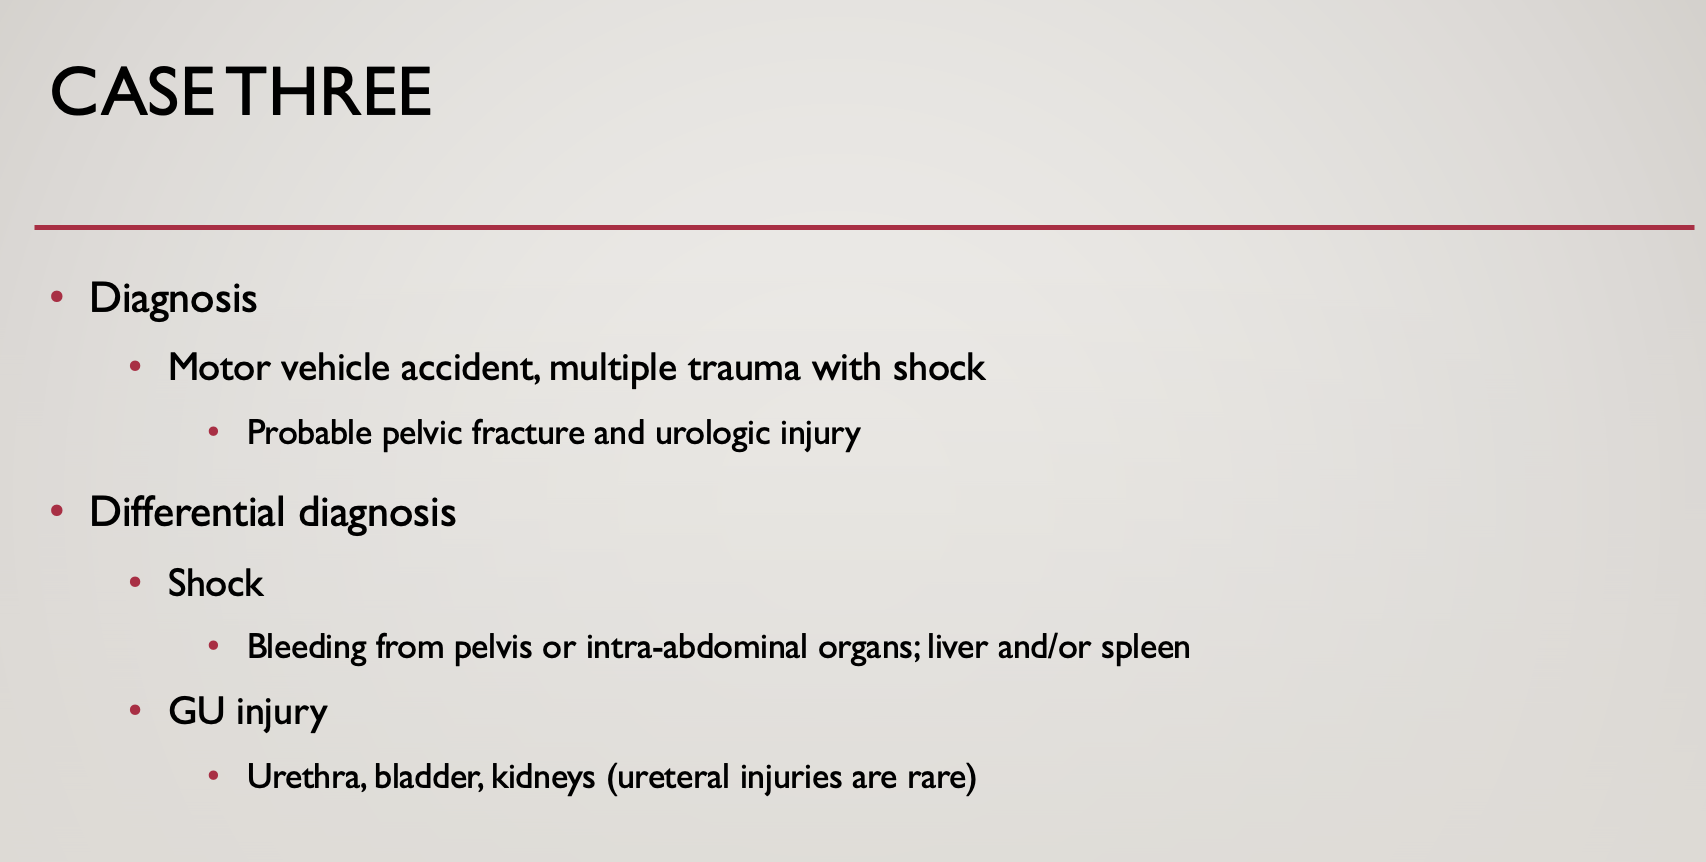 CASE THREE
• Diagnosis
• Motor vehicle accident, multiple trauma with shock
• Probable pelvic fracture and urologic injury
• Differential diagnosis
• Shock
• Bleeding from pelvis or intra-abdominal organs; liver and/or spleen
• GU injury
• Urethra, bladder, kidneys (ureteral injuries are rare)